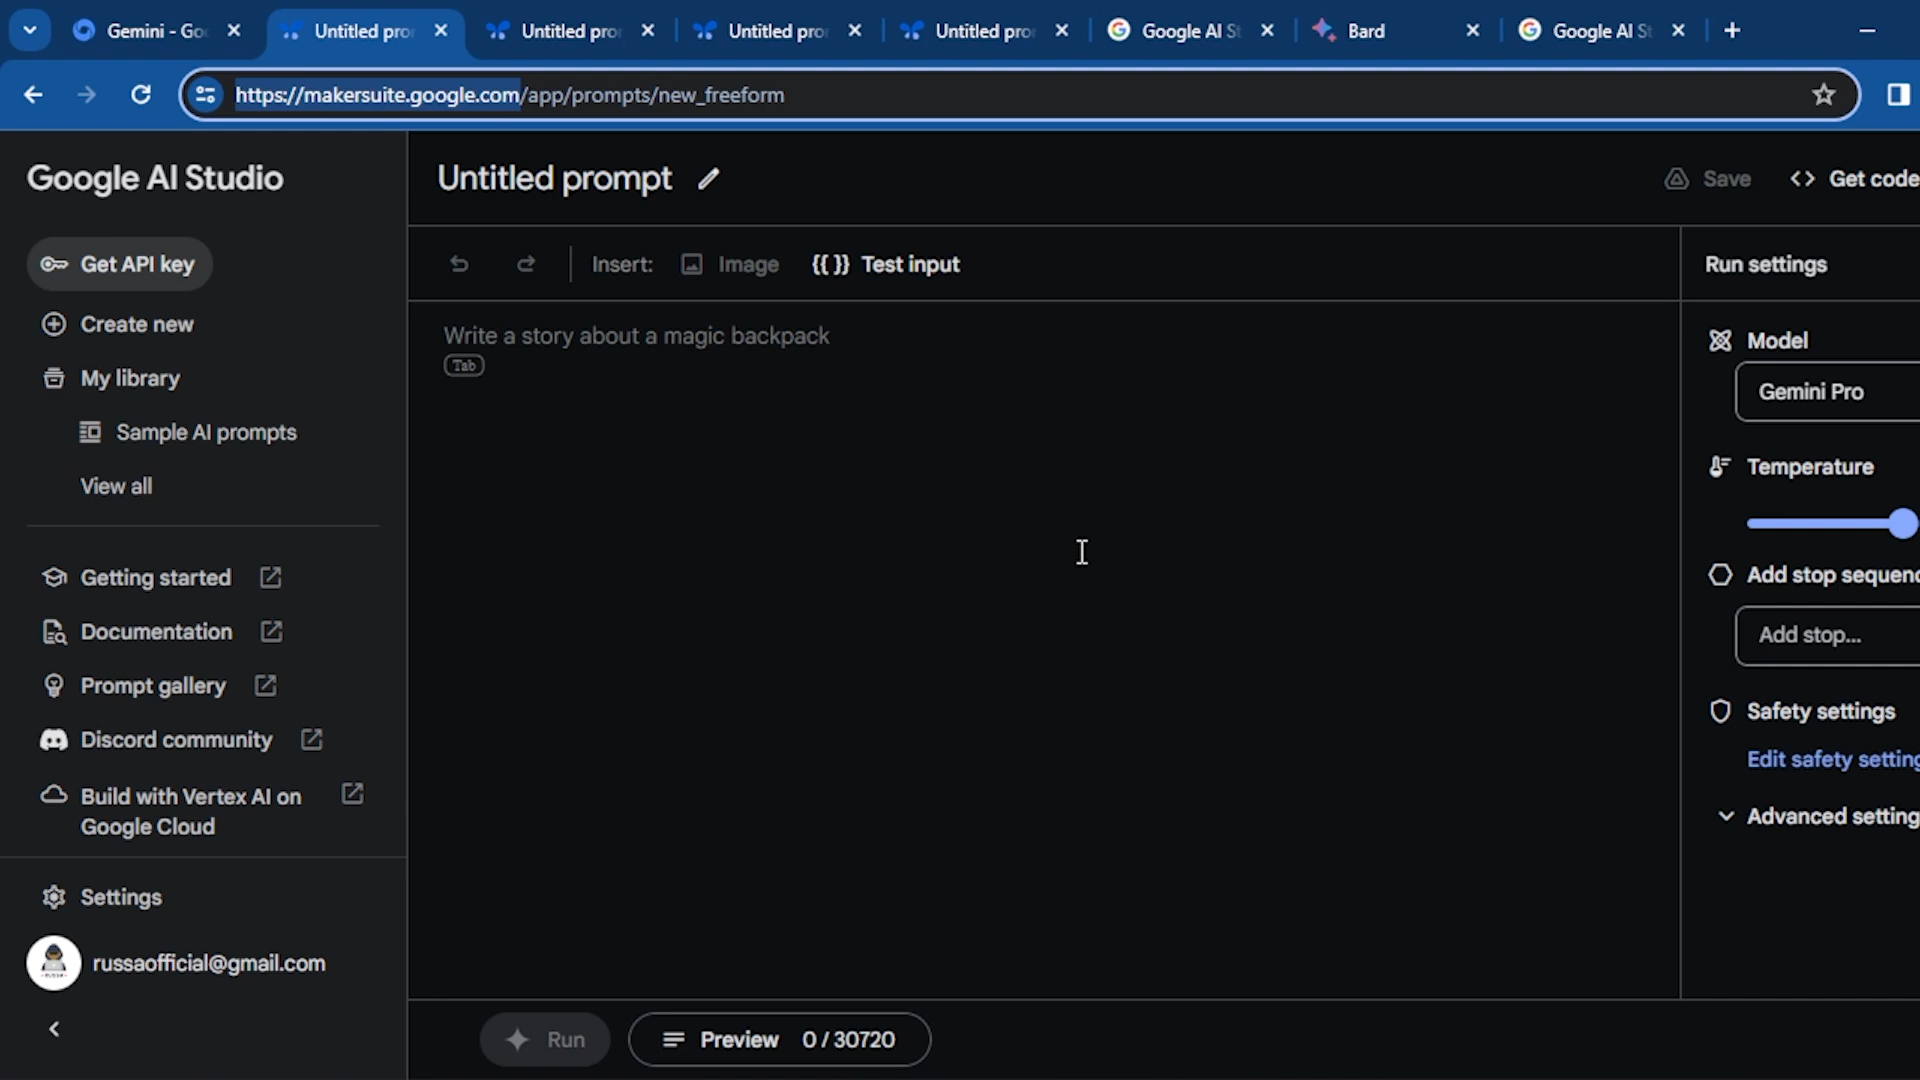 Gemini - Go
Untitled pro
Untitled pro
Untitled pro
Untitled pro
Google AI St
Bard
Google AI St
https://makersuite.google.com/app/prompts/new_freeform
Google AI Studio
Get API key
Create new
My library
Sample AI prompts
View all
Getting started
Documentation
Prompt gallery
Discord community
Build with Vertex AI on
Google Cloud
Settings
russaofficial@gmail.com
Untitled prompt
Save
<> Get code
Insert:
Image
{{ }} Test input
Write a story about a magic backpack
Tab
Run
Preview 0 / 30720
Run settings
Model
Gemini Pro
Temperature
Add stop sequenc
Add stop...
Safety settings
Edit safety setting
Advanced setting